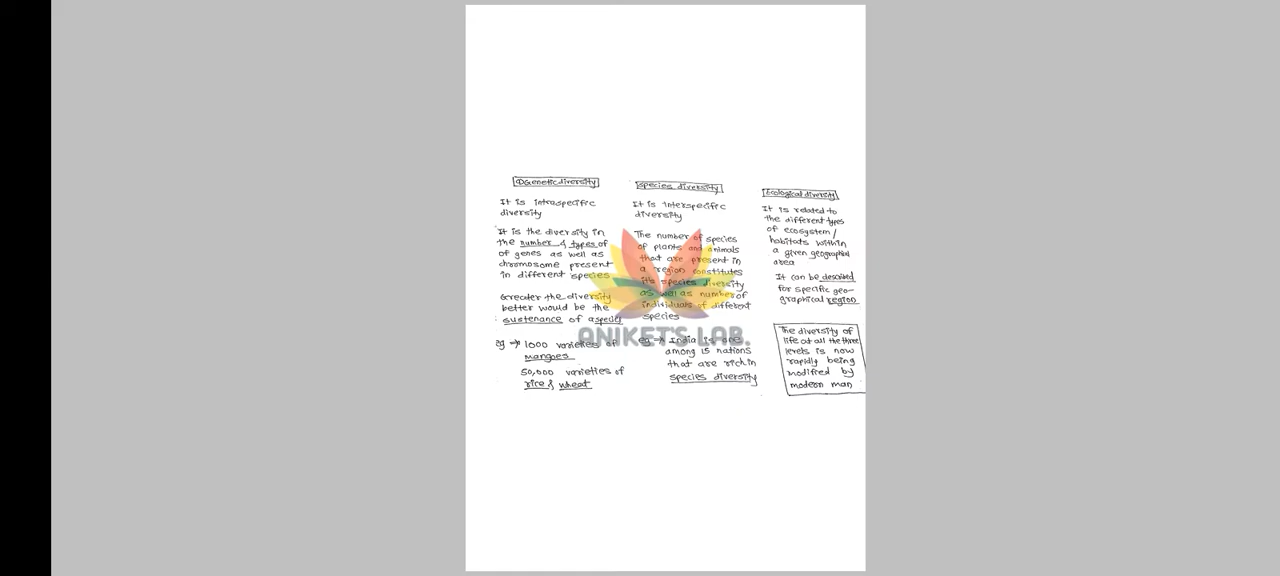 ①Genetic diversity
It is intraspecific
diversity
It is the diversity in
the number & types of
of genes as well as
chromosome present
in different species
Greater the diversity
better would be the
sustenance of a species
eg → 1000 varieties of
mangoes
50,000 varieties of
rice & wheat
species diversity
It is interspecific
diversity
The number of species
of plants and animals
that are present in
a region constitutes
it's species diversity
as well as number of
individuals of different
species
eg → India is one
among 15 nations
that are rich in
species diversity
Ecological diversity
It is related to
the different types
of ecosystem/
habitats within
a given geographical
area
It can be described
for specific geo-
graphical region
The diversity of
life at all the three
levels is now
rapidly being
modified by
modern man
ANIKET'S LAB.